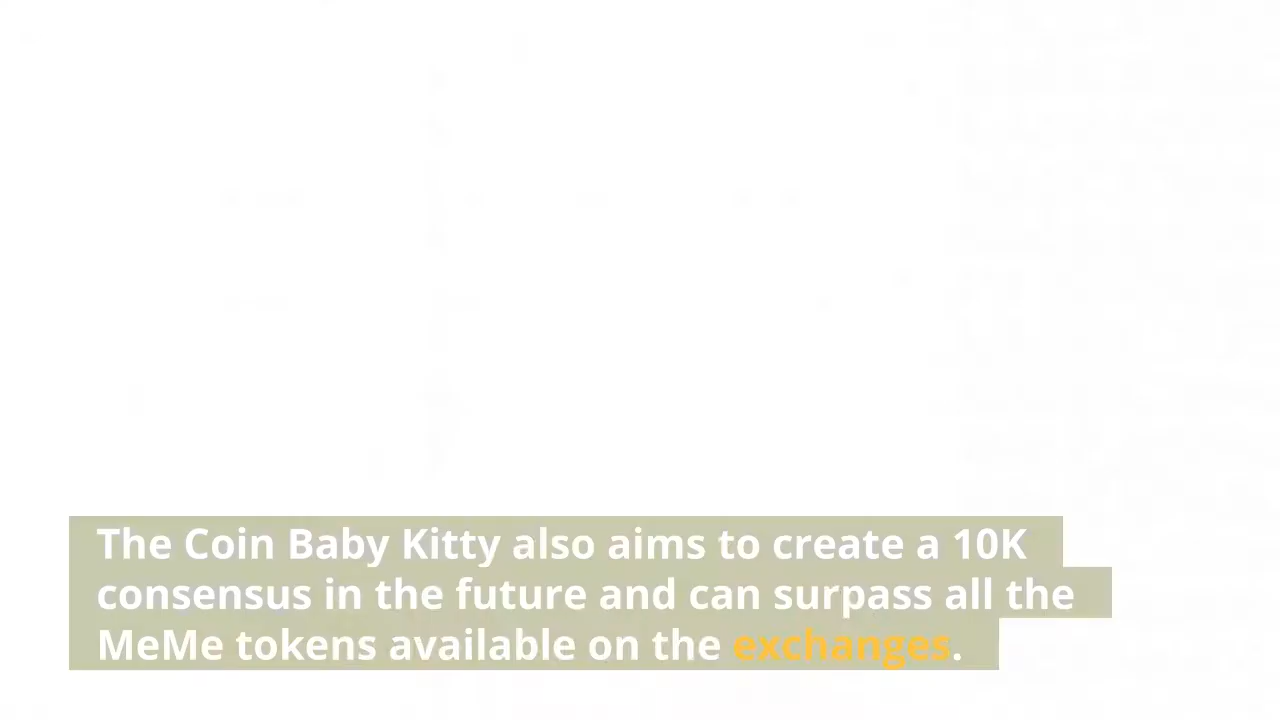 The Coin Baby Kitty also aims to create a 10K
consensus in the future and can surpass all the
MeMe tokens available on the exchanges.